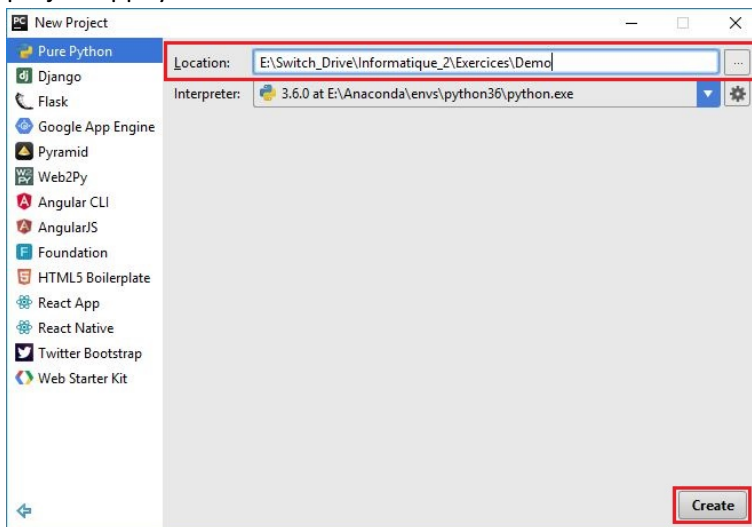 New Project
Pure Python
Django
Flask
Google App Engine
Pyramid
Web2Py
Angular CLI
AngularJS
Foundation
HTML5 Boilerplate
React App
React Native
Twitter Bootstrap
Web Starter Kit
Location: E:\Switch_Drive\Informatique_2\Exercices\Demo ...
Interpreter: 3.6.0 at E:\Anaconda\envs\python36\python.exe
Create